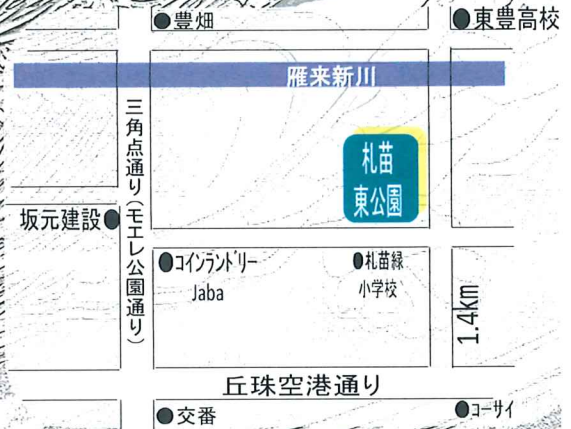 ●豊畑
●東豊高校
雁来新川
三角点通り(モエレ公園通り)
札苗
東公園
坂元建設●
●コインランドリー
Jaba
●札苗緑
小学校
1.4km
丘珠空港通り
●交番
●コーサイ